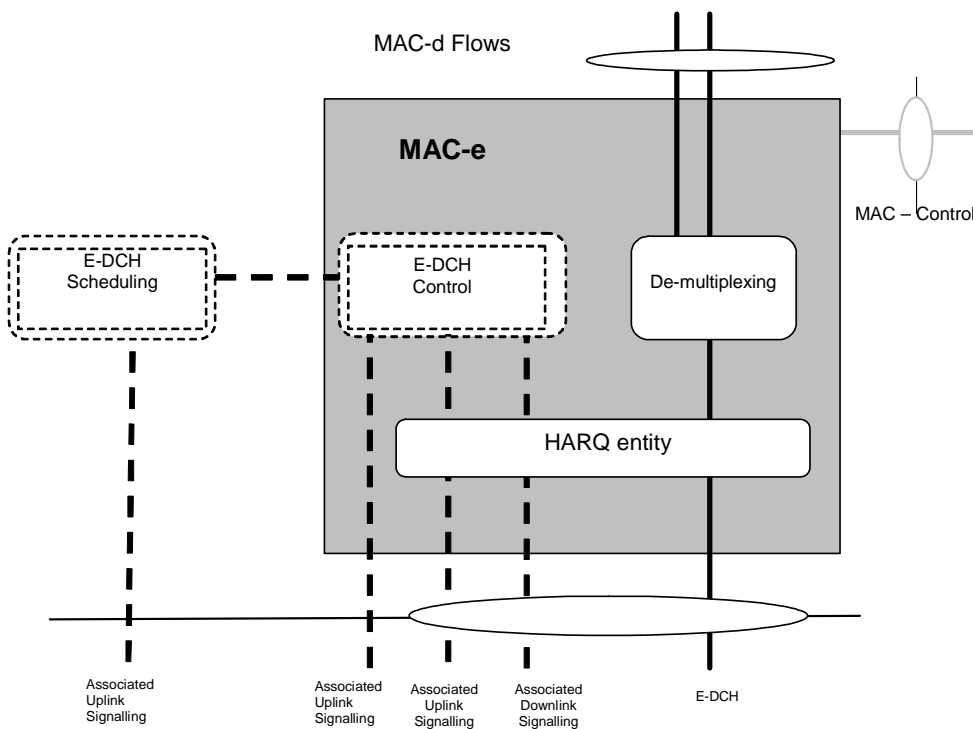 MAC-d Flows
MAC-e
MAC – Control
E-DCH
Scheduling
E-DCH
Control
De-multiplexing
HARQ entity
Associated
Uplink
Signalling
Associated
Uplink
Signalling
Associated
Uplink
Signalling
Associated
Downlink
Signalling
E-DCH